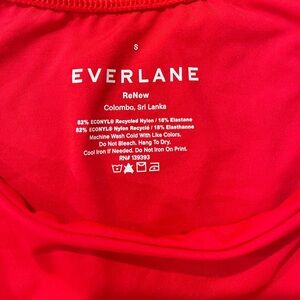 S
EVERLANE
ReNew
Colombo, Sri Lanka
82% ECONYL® Recycled Nylon / 18% Elastane
82% ECONYL® Nylon Recyclé / 18% Élasthanne
Machine Wash Cold With Like Colors.
Do Not Bleach. Hang To Dry.
Cool Iron If Needed. Do Not Iron On Print.
RN# 139393